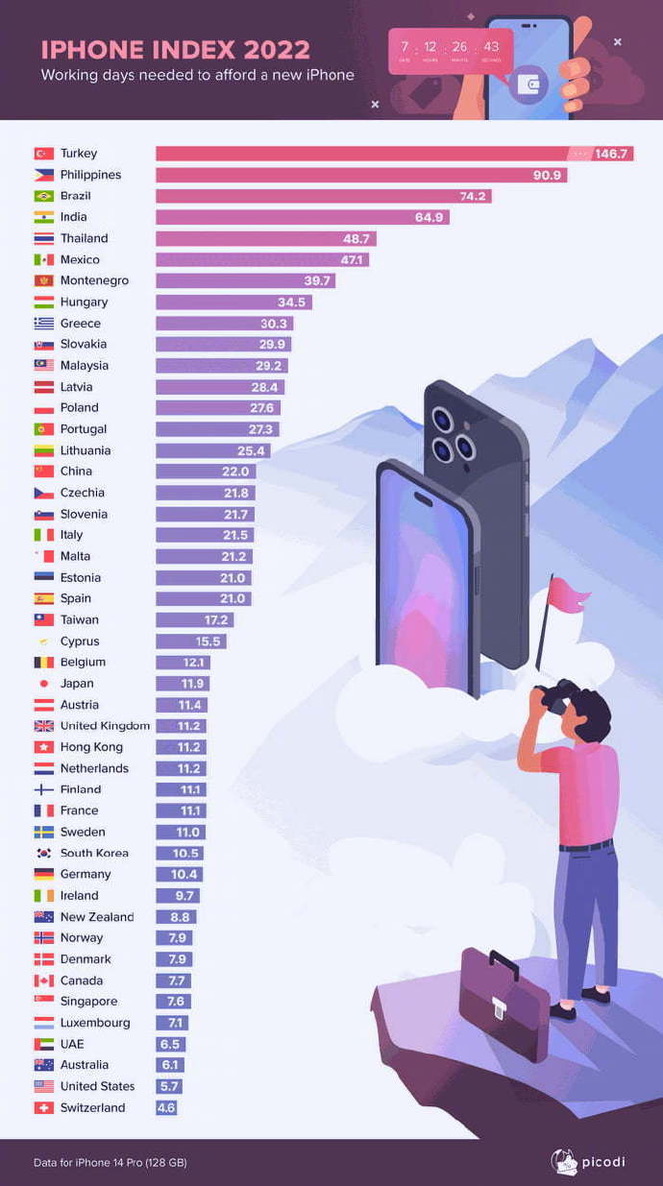 IPHONE INDEX 2022
Working days needed to afford a new iPhone
7 : 12 : 26 : 43
DAYS HOURS MINUTES SECONDS
Turkey 146.7
Philippines 90.9
Brazil 74.2
India 64.9
Thailand 48.7
Mexico 47.1
Montenegro 39.7
Hungary 34.5
Greece 30.3
Slovakia 29.9
Malaysia 29.2
Latvia 28.4
Poland 27.6
Portugal 27.3
Lithuania 25.4
China 22.0
Czechia 21.8
Slovenia 21.7
Italy 21.5
Malta 21.2
Estonia 21.0
Spain 21.0
Taiwan 17.2
Cyprus 15.5
Belgium 12.1
Japan 11.9
Austria 11.4
United Kingdom 11.2
Hong Kong 11.2
Netherlands 11.2
Finland 11.1
France 11.1
Sweden 11.0
South Korea 10.5
Germany 10.4
Ireland 9.7
New Zealand 8.8
Norway 7.9
Denmark 7.9
Canada 7.7
Singapore 7.6
Luxembourg 7.1
UAE 6.5
Australia 6.1
United States 5.7
Switzerland 4.6
Data for iPhone 14 Pro (128 GB)
picodi